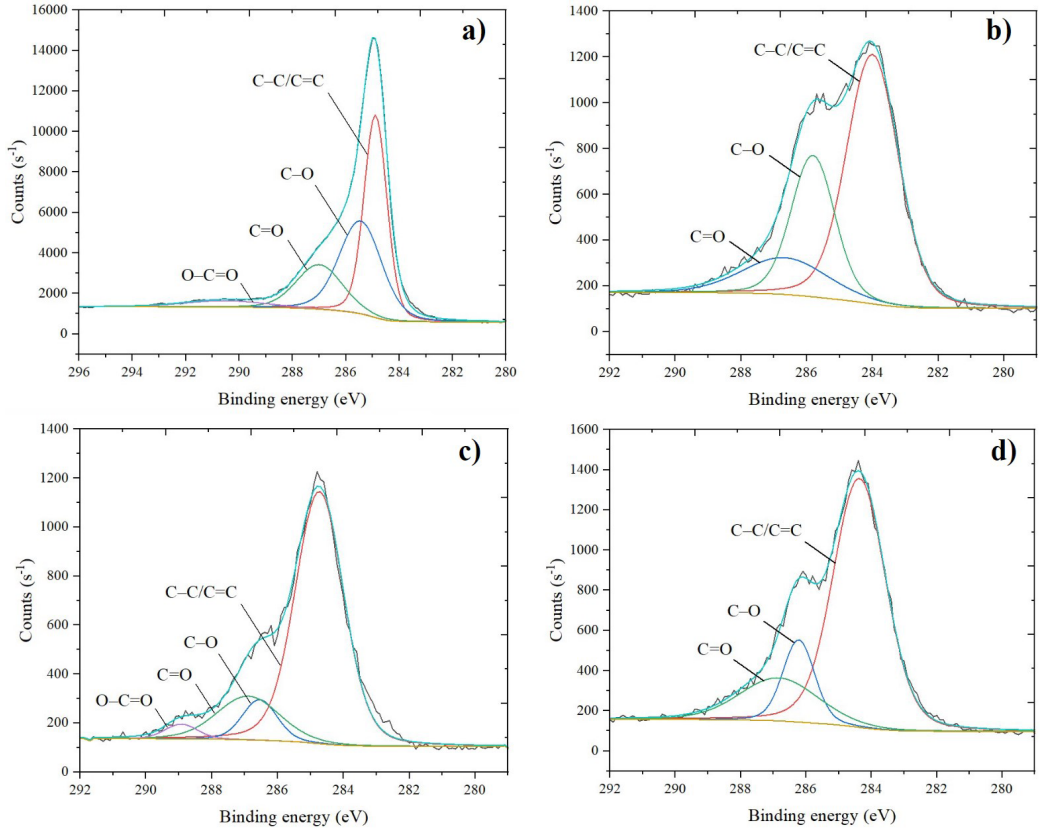 a)
Counts (s-1)
16000
14000
12000
10000
8000
6000
4000
2000
0
C–C/C=C
C–O
C=O
O–C=O
296 294 292 290 288 286 284 282 280
Binding energy (eV)
b)
Counts (s-1)
1400
1200
1000
800
600
400
200
0
C–C/C=C
C–O
C=O
292 290 288 286 284 282 280
Binding energy (eV)
c)
Counts (s-1)
1400
1200
1000
800
600
400
200
0
C–C/C=C
C–O
C=O
O–C=O
292 290 288 286 284 282 280
Binding energy (eV)
d)
Counts (s-1)
1600
1400
1200
1000
800
600
400
200
0
C–C/C=C
C–O
C=O
292 290 288 286 284 282 280
Binding energy (eV)